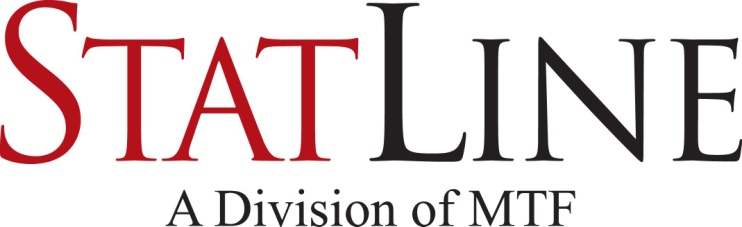 STATLINE
A Division of MTF